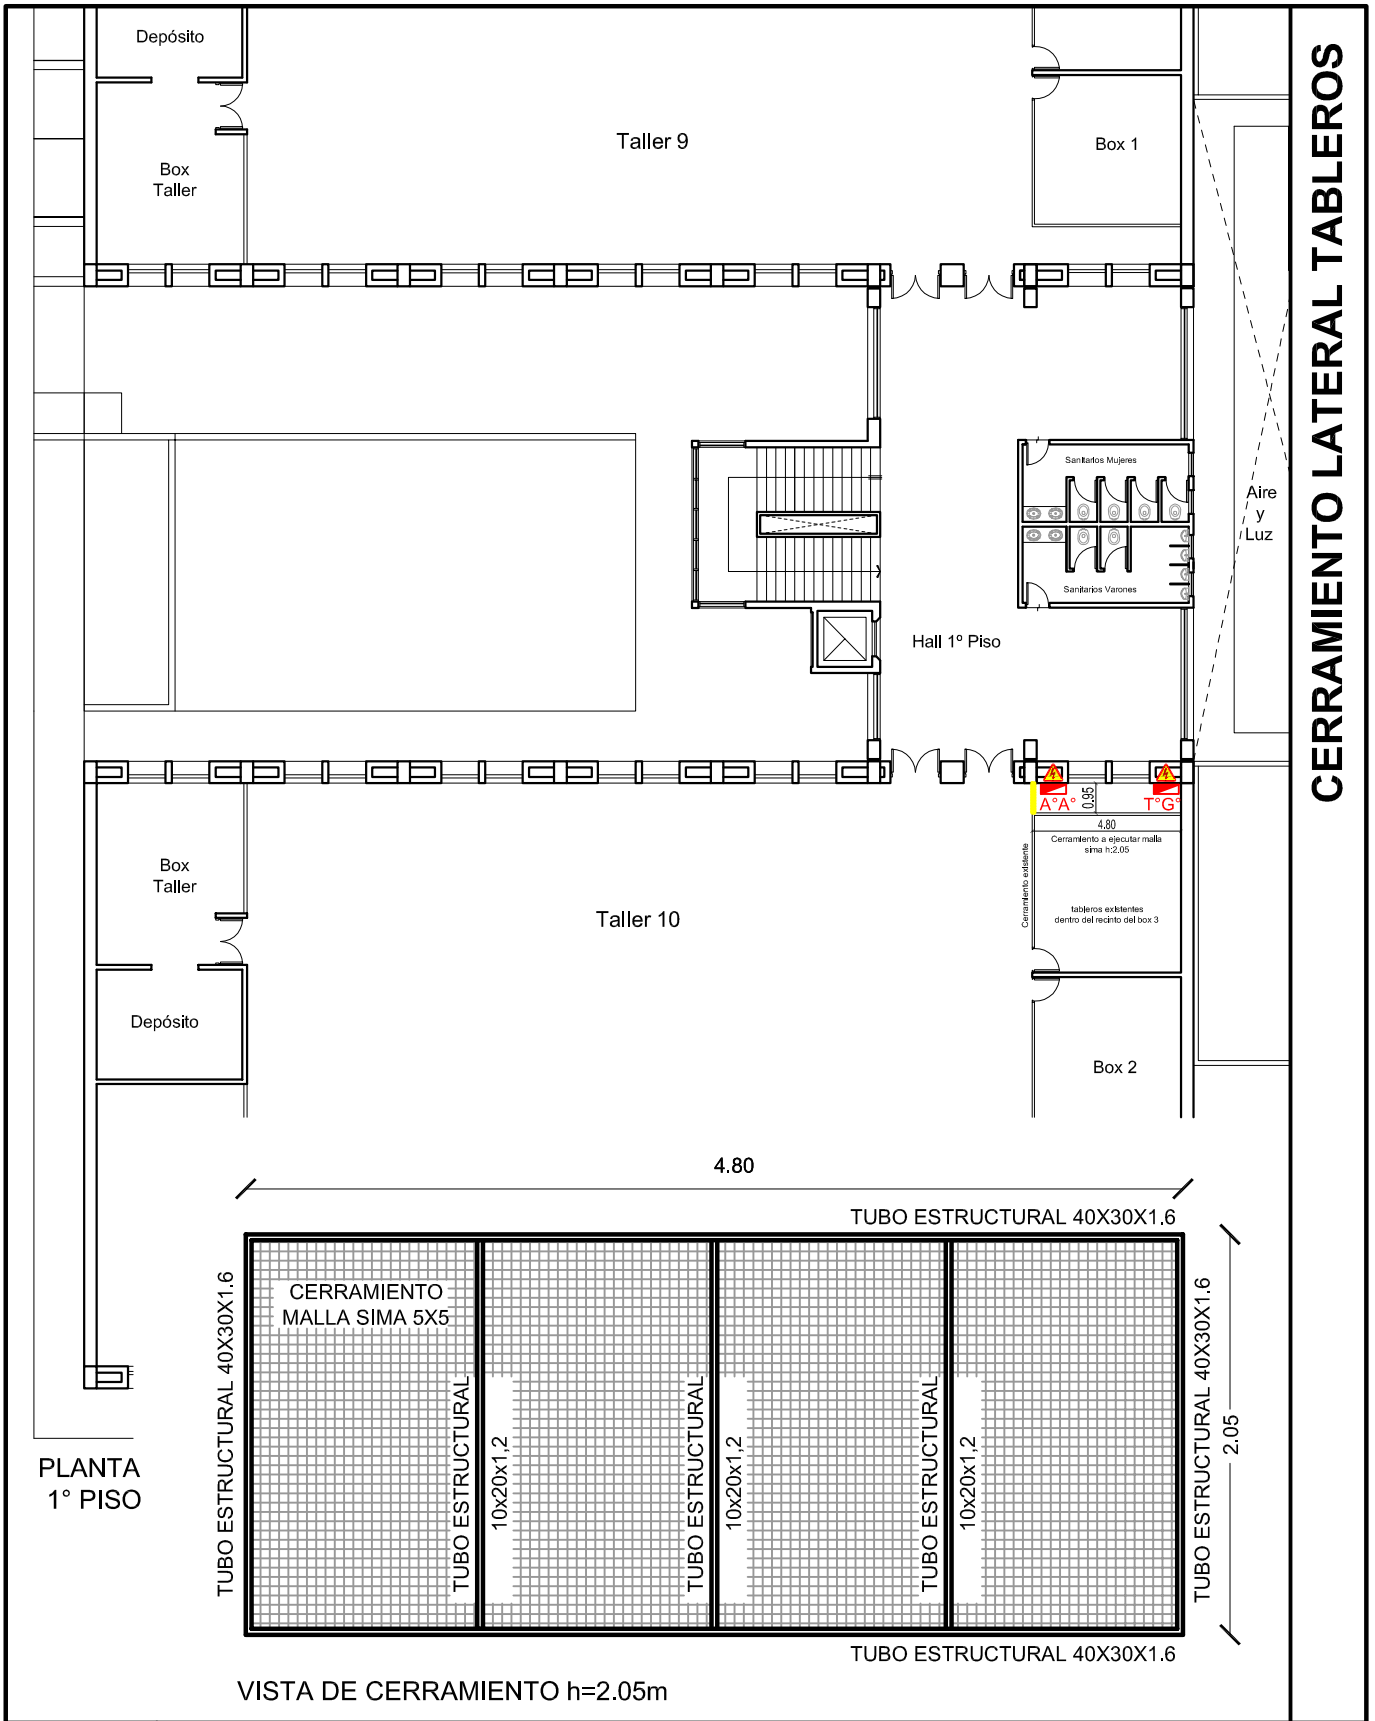 CERRAMIENTO LATERAL TABLEROS
Depósito
Box
Taller
Taller 9
Box 1
Sanitarios Mujeres
Aire
y
Luz
Sanitarios Varones
Hall 1º Piso
A°A°
0.95
T°G°
4.80
Cerramiento a ejecutar malla
sima h:2.05
Cerramiento existente
tableros existentes
dentro del recinto del box 3
Box
Taller
Taller 10
Depósito
Box 2
4.80
TUBO ESTRUCTURAL 40X30X1.6
TUBO ESTRUCTURAL 40X30X1.6
CERRAMIENTO
MALLA SIMA 5X5
TUBO ESTRUCTURAL
10x20x1,2
TUBO ESTRUCTURAL
10x20x1,2
TUBO ESTRUCTURAL
10x20x1,2
TUBO ESTRUCTURAL 40X30X1.6
2.05
PLANTA
1° PISO
TUBO ESTRUCTURAL 40X30X1.6
VISTA DE CERRAMIENTO h=2.05m